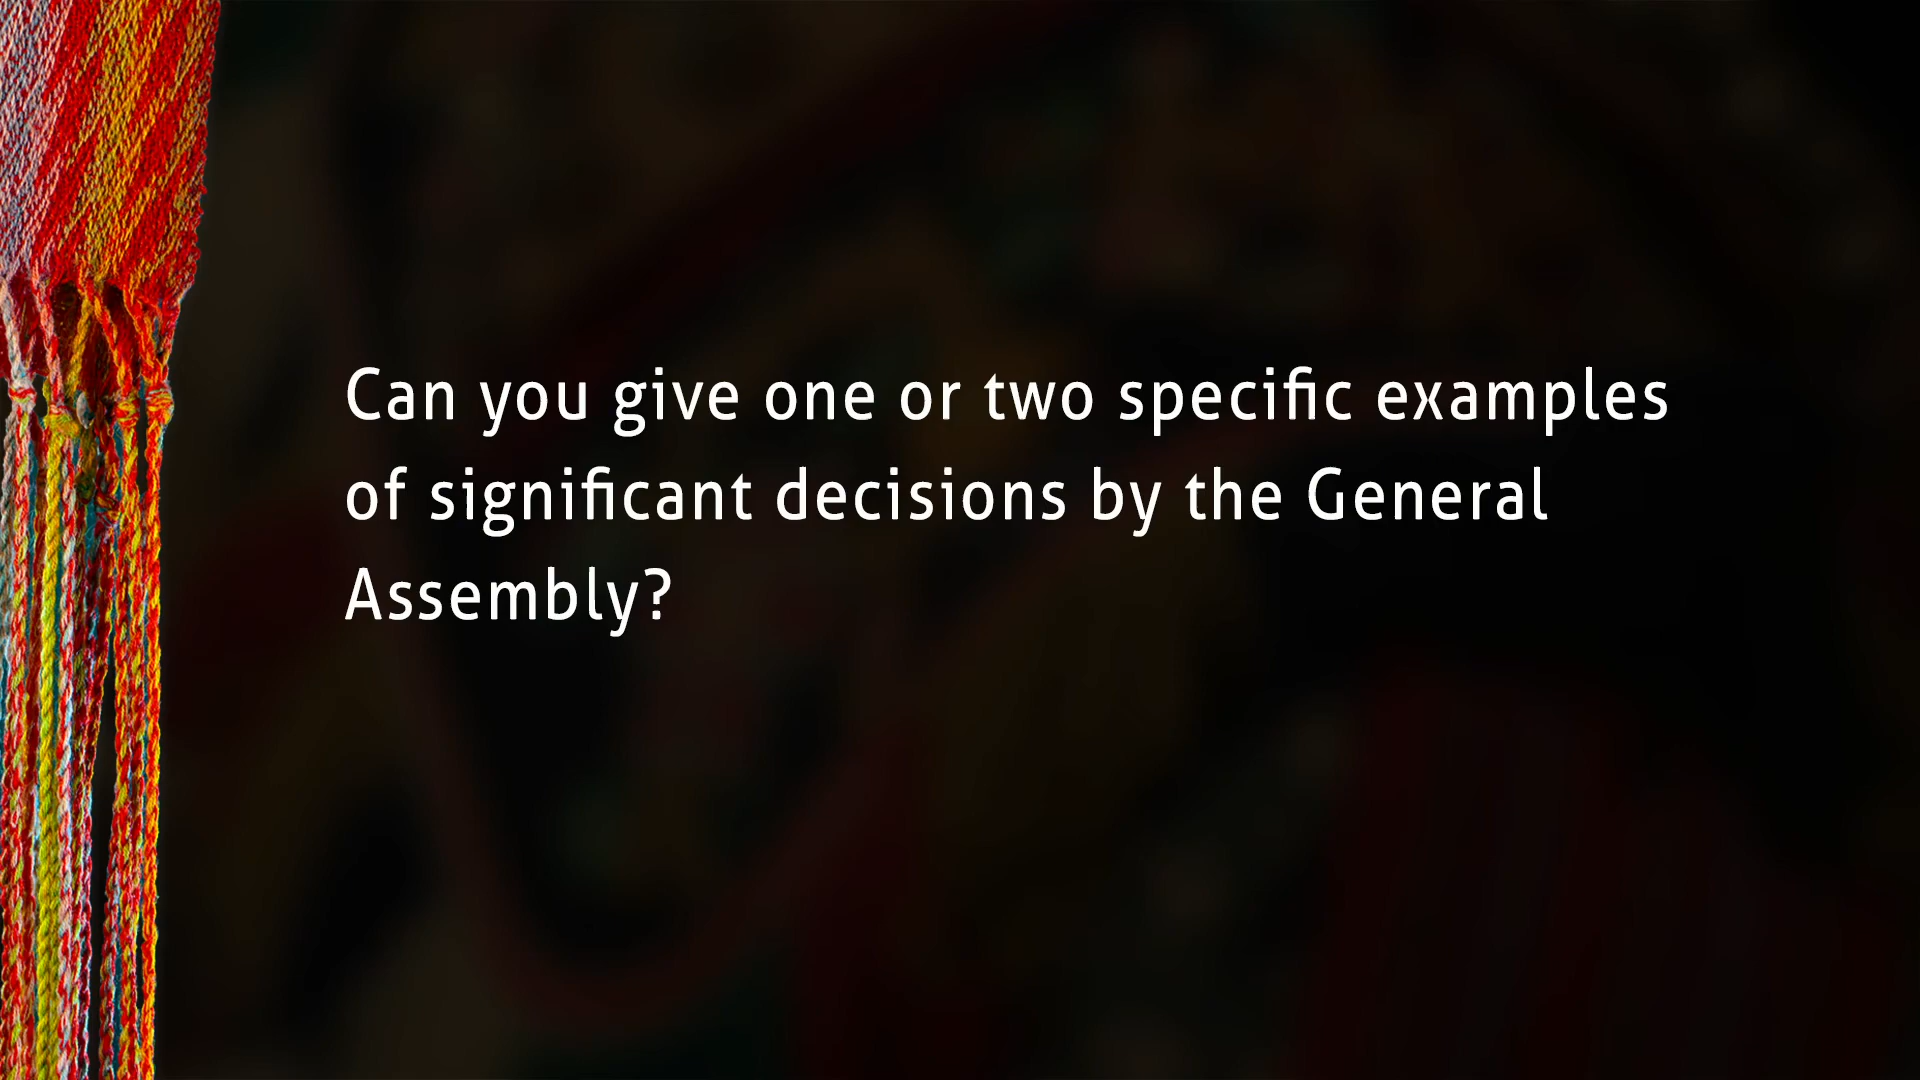 Can you give one or two specific examples
of significant decisions by the General
Assembly?